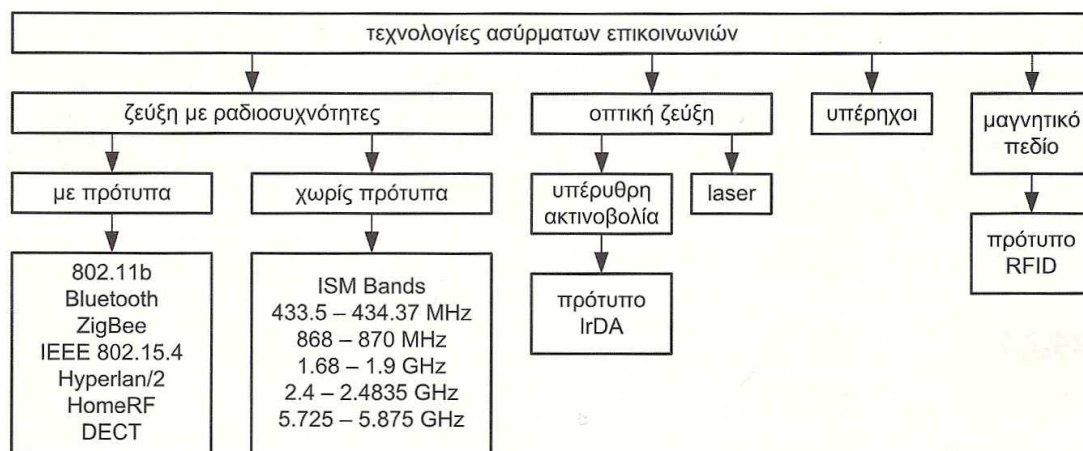 τεχνολογίες ασύρματων επικοινωνιών
ζεύξη με ραδιοσυχνότητες
οπτική ζεύξη
υπέρηχοι
μαγνητικό
πεδίο
με πρότυπα
χωρίς πρότυπα
υπέρυθρη
ακτινοβολία
laser
πρότυπο
RFID
802.11b
Bluetooth
ZigBee
IEEE 802.15.4
Hyperlan/2
HomeRF
DECT
ISM Bands
433.5 – 434.37 MHz
868 – 870 MHz
1.68 – 1.9 GHz
2.4 – 2.4835 GHz
5.725 – 5.875 GHz
πρότυπο
IrDA